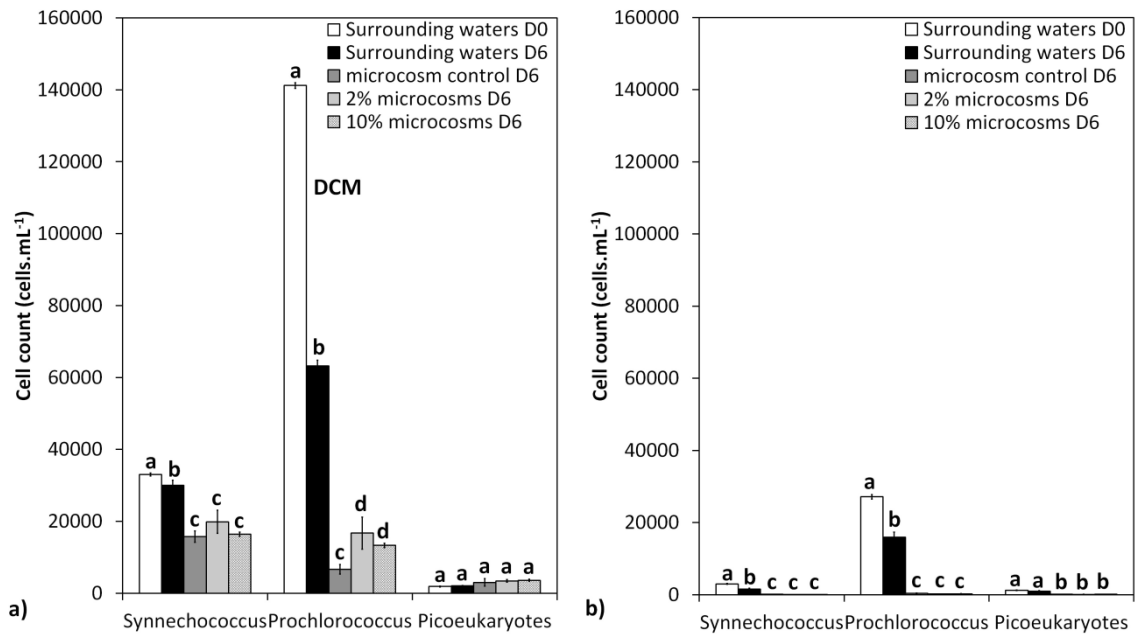 160000
140000
120000
100000
80000
60000
40000
20000
0
Cell count (cells.mL-1)
Surrounding waters D0
Surrounding waters D6
microcosm control D6
2% microcosms D6
10% microcosms D6
DCM
a
b
c
c
c
a
b
c
d
d
a
a
a
a
a
Synnechococcus Prochlorococcus Picoeukaryotes
a)
160000
140000
120000
100000
80000
60000
40000
20000
0
Cell count (cells.mL-1)
Surrounding waters D0
Surrounding waters D6
microcosm control D6
2% microcosms D6
10% microcosms D6
a
b
c c c
a
b
c c c
a a b b b
Synnechococcus Prochlorococcus Picoeukaryotes
b)